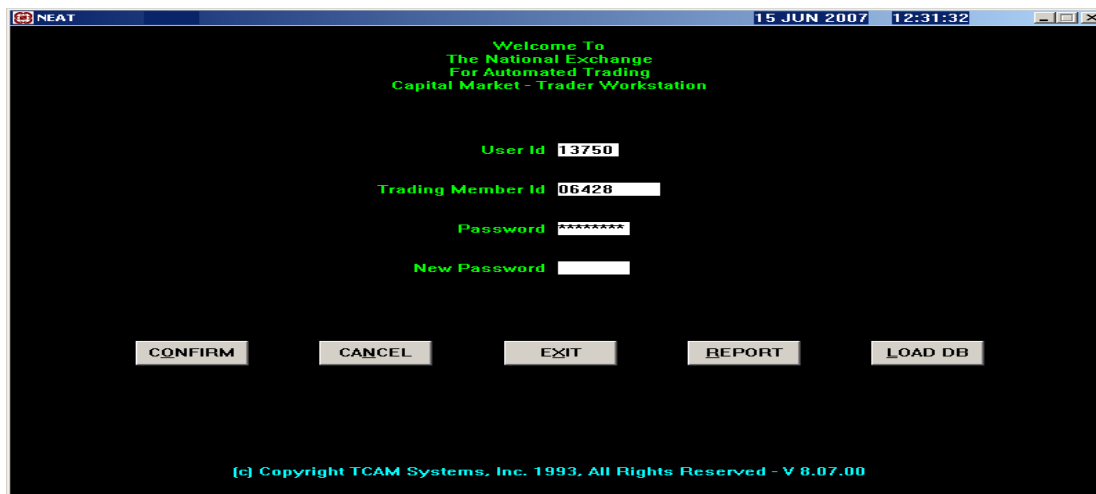 NEAT 15 JUN 2007 12:31:32
Welcome To
The National Exchange
For Automated Trading
Capital Market - Trader Workstation
User Id 13750
Trading Member Id 06428
Password ********
New Password
CONFIRM CANCEL EXIT REPORT LOAD DB
(c) Copyright TCAM Systems, Inc. 1993, All Rights Reserved - V 8.07.00